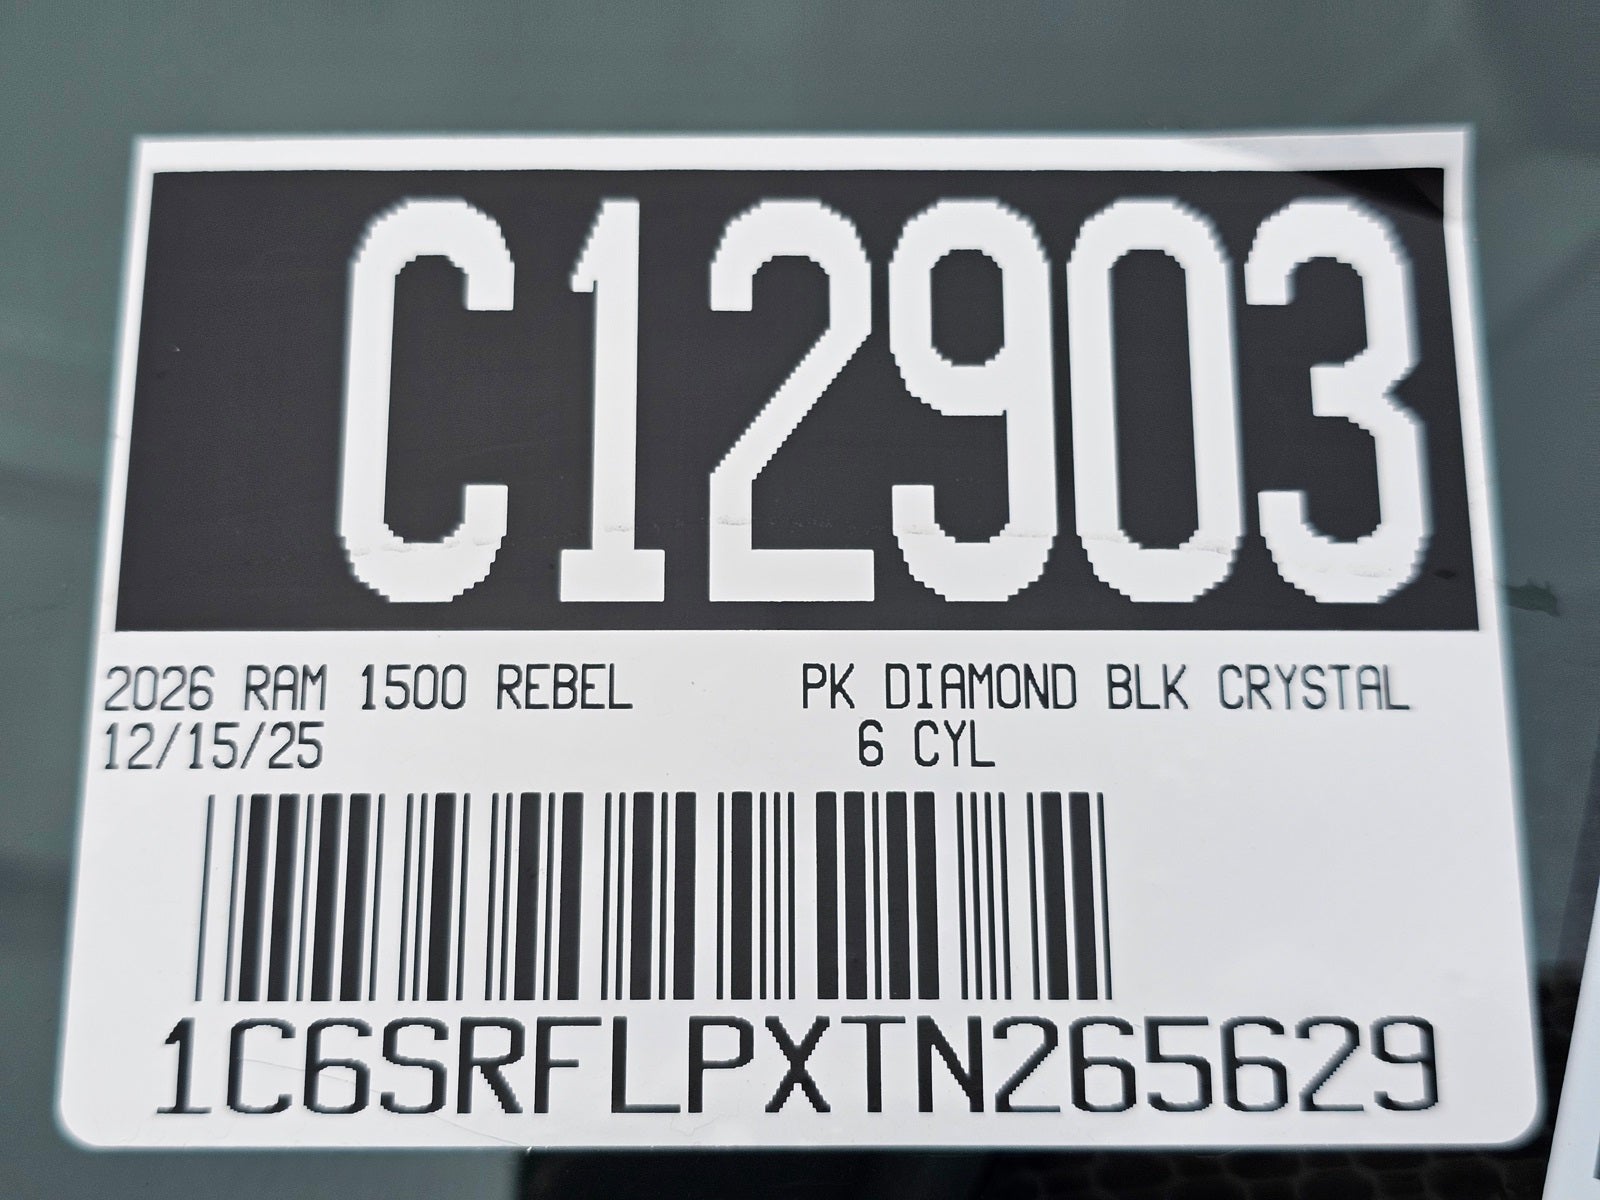 C12903
2026 RAM 1500 REBEL PK DIAMOND BLK CRYSTAL
12/15/25 6 CYL
1C6SRFLPXTN265629